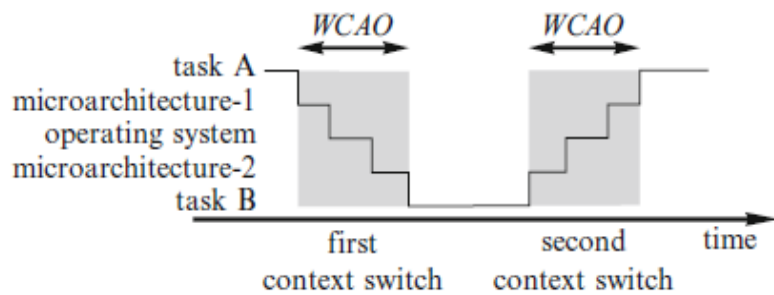 WCAO WCAO
task A
microarchitecture-1
operating system
microarchitecture-2
task B
first second time
context switch context switch